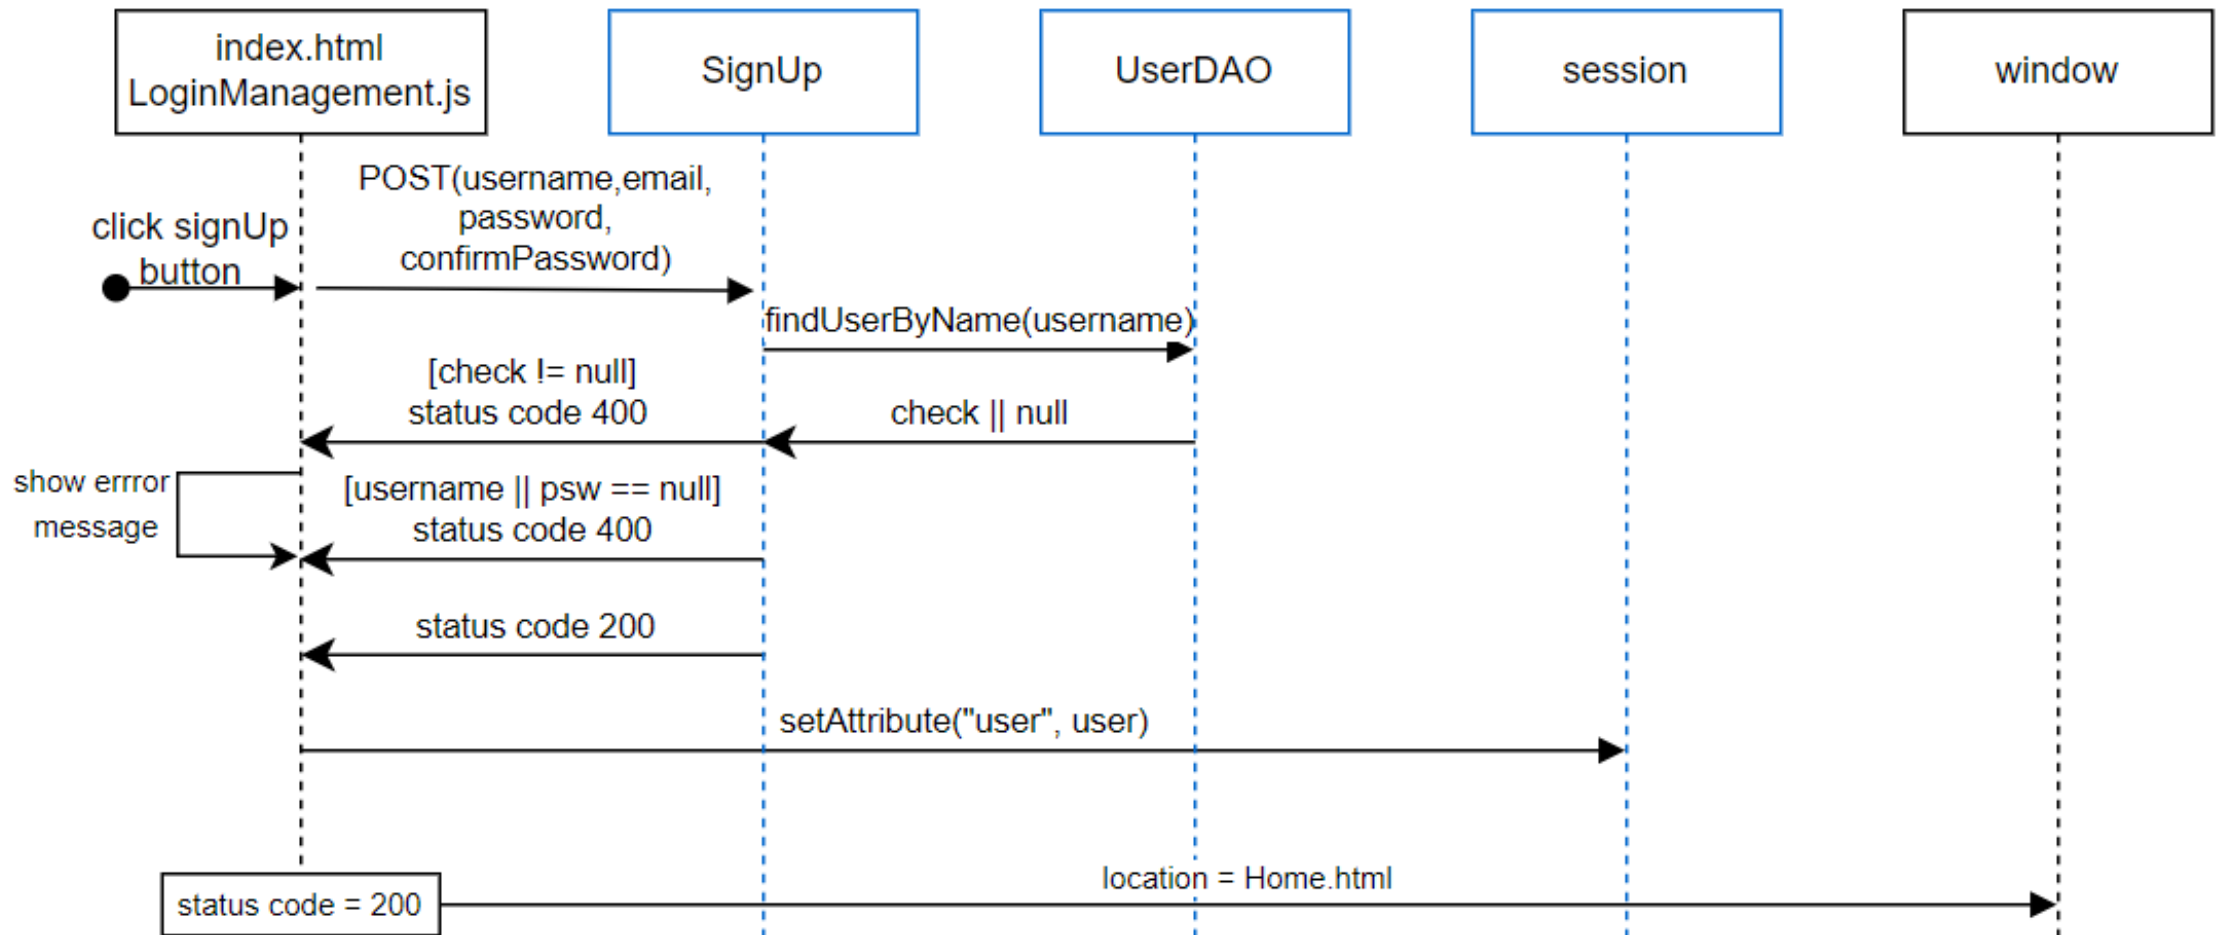 index.html
LoginManagement.js
SignUp
UserDAO
session
window
click signUp
button
POST(username,email,
password,
confirmPassword)
findUserByName(username)
[check != null]
status code 400
check || null
show errror
message
[username || psw == null]
status code 400
status code 200
setAttribute("user", user)
location = Home.html
status code = 200